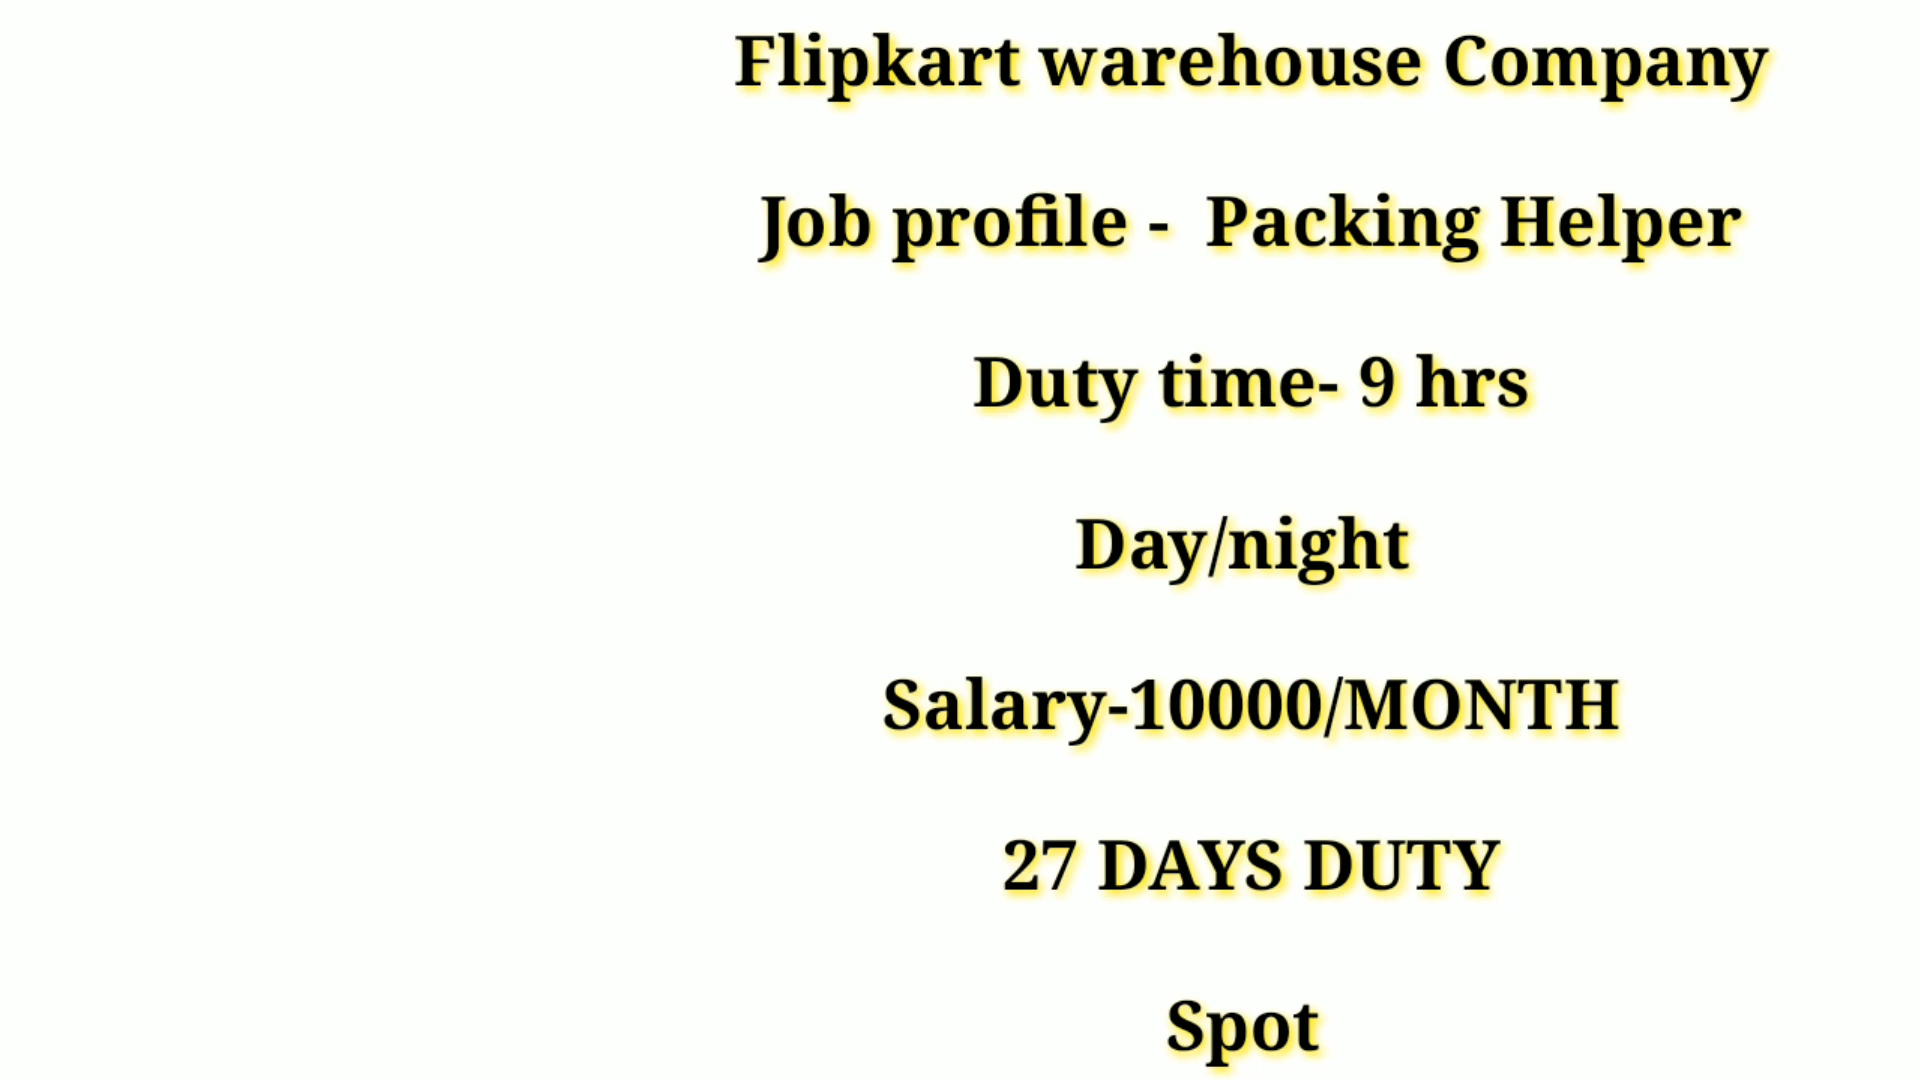 Flipkart warehouse Company
Job profile -  Packing Helper
Duty time- 9 hrs
Day/night
Salary-10000/MONTH
27 DAYS DUTY
Spot